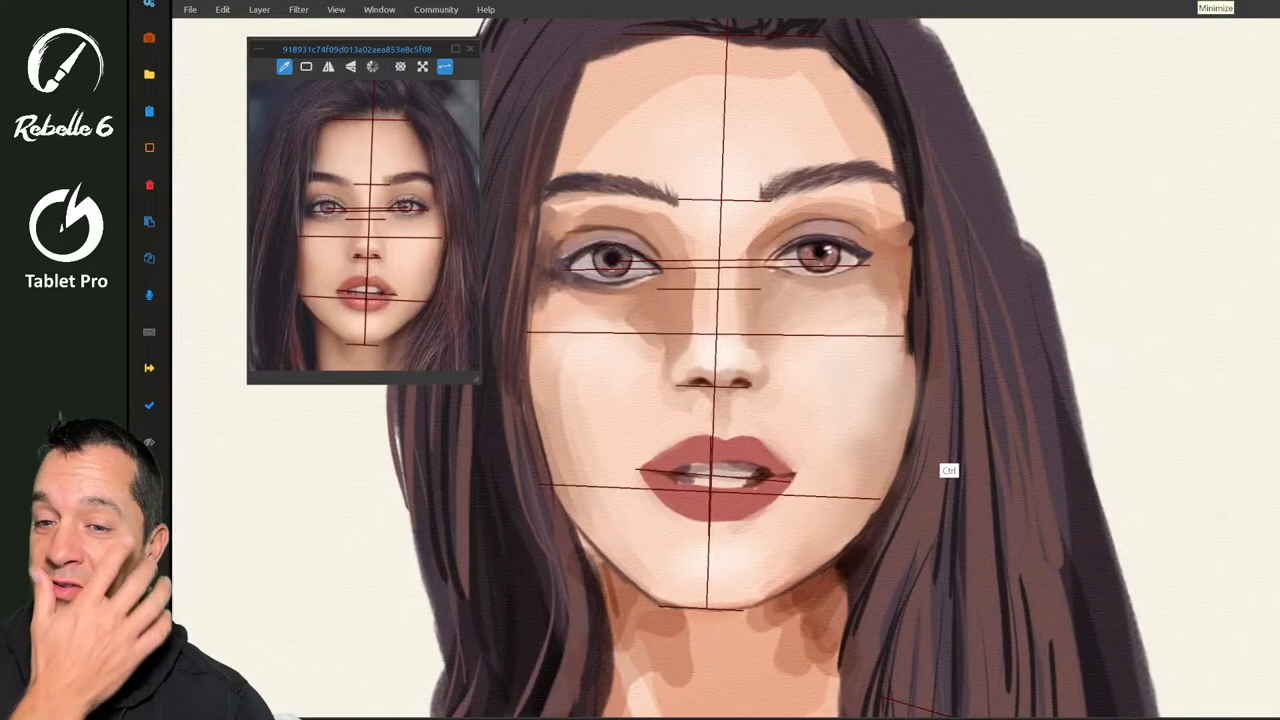 File Edit Layer Filter View Window Community Help
Minimize
918931c74f09d013a02aea853e8c5f08
Rebelle 6
Tablet Pro
Ctrl